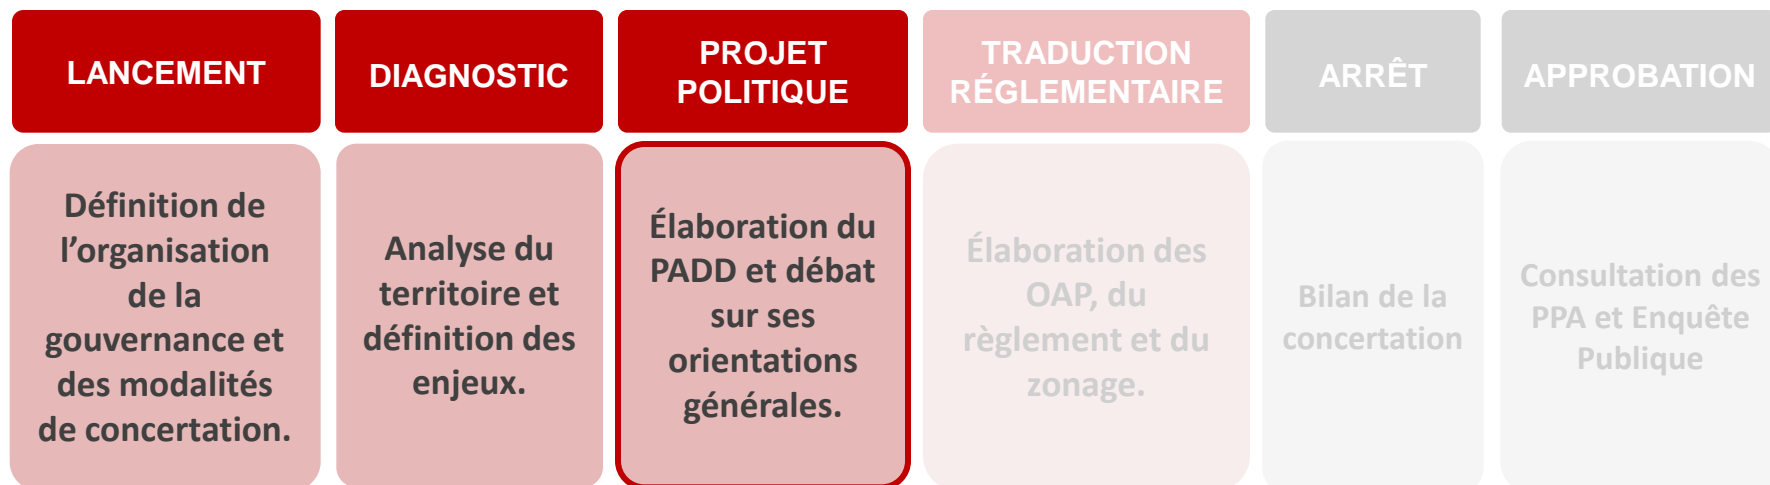 LANCEMENT
Définition de
l’organisation
de la
gouvernance et
des modalités
de concertation.
DIAGNOSTIC
Analyse du
territoire et
définition des
enjeux.
PROJET
POLITIQUE
Élaboration du
PADD et débat
sur ses
orientations
générales.
TRADUCTION
RÉGLEMENTAIRE
Élaboration des
OAP, du
règlement et du
zonage.
ARRÊT
Bilan de la
concertation
APPROBATION
Consultation des
PPA et Enquête
Publique